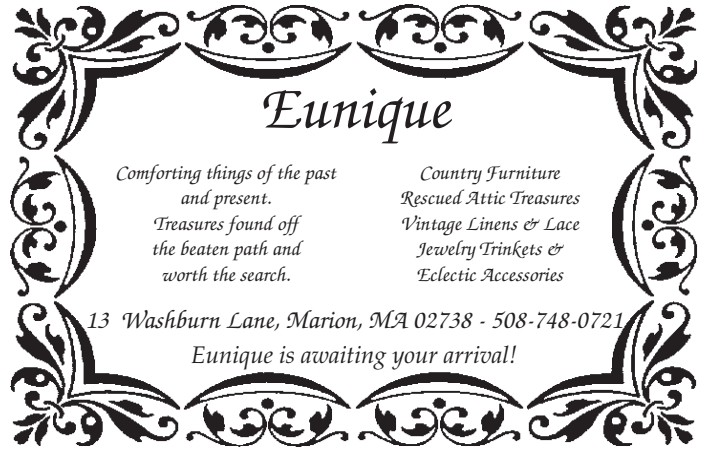 Eunique
Comforting things of the past
and present.
Treasures found off
the beaten path and
worth the search.
Country Furniture
Rescued Attic Treasures
Vintage Linens & Lace
Jewelry Trinkets &
Eclectic Accessories
13 Washburn Lane, Marion, MA 02738 - 508-748-0721
Eunique is awaiting your arrival!